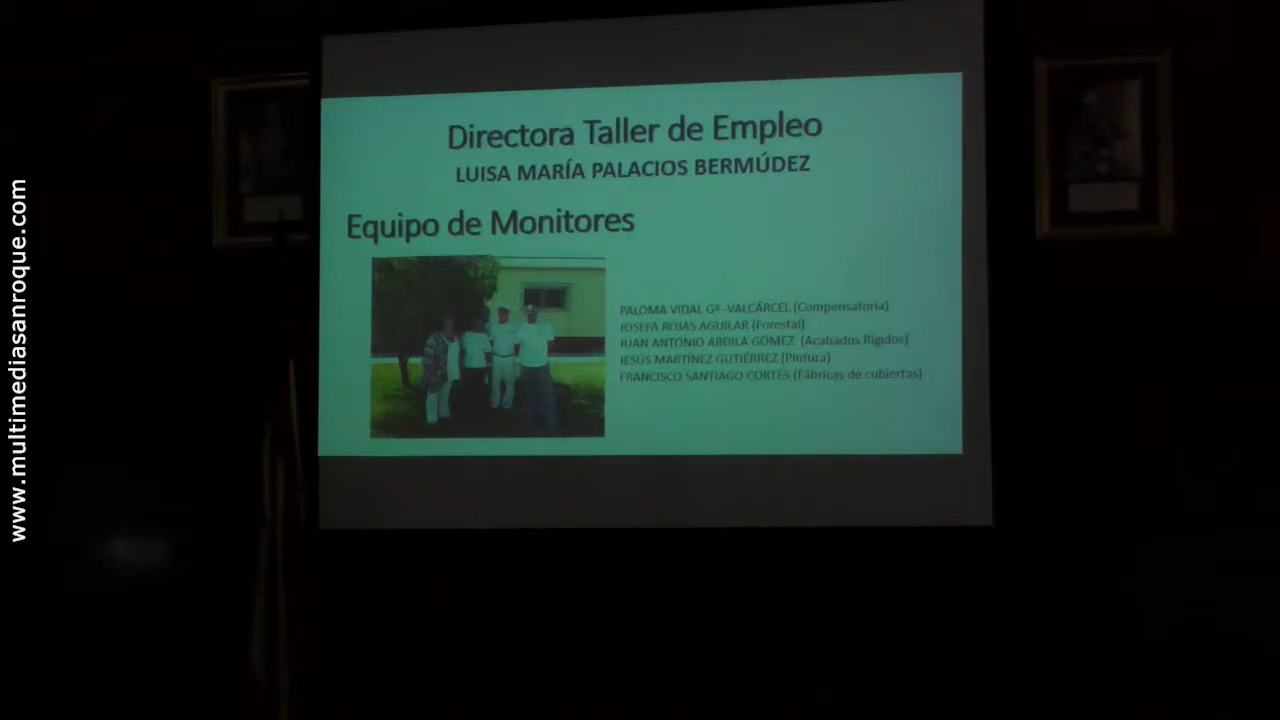 www.multimediasanroque.com
Directora Taller de Empleo
LUISA MARÍA PALACIOS BERMÚDEZ
Equipo de Monitores
PALOMA VIDAL Gª -VALCÁRCEL (Compensatoria)
JOSEFA ROJAS AGUILAR (Forestal)
JUAN ANTONIO ARDILA GÓMEZ (Acabados Rígidos)
JESÚS MARTÍNEZ GUTIÉRREZ (Pintura)
FRANCISCO SANTIAGO CORTÉS (Fábricas de cubiertas)